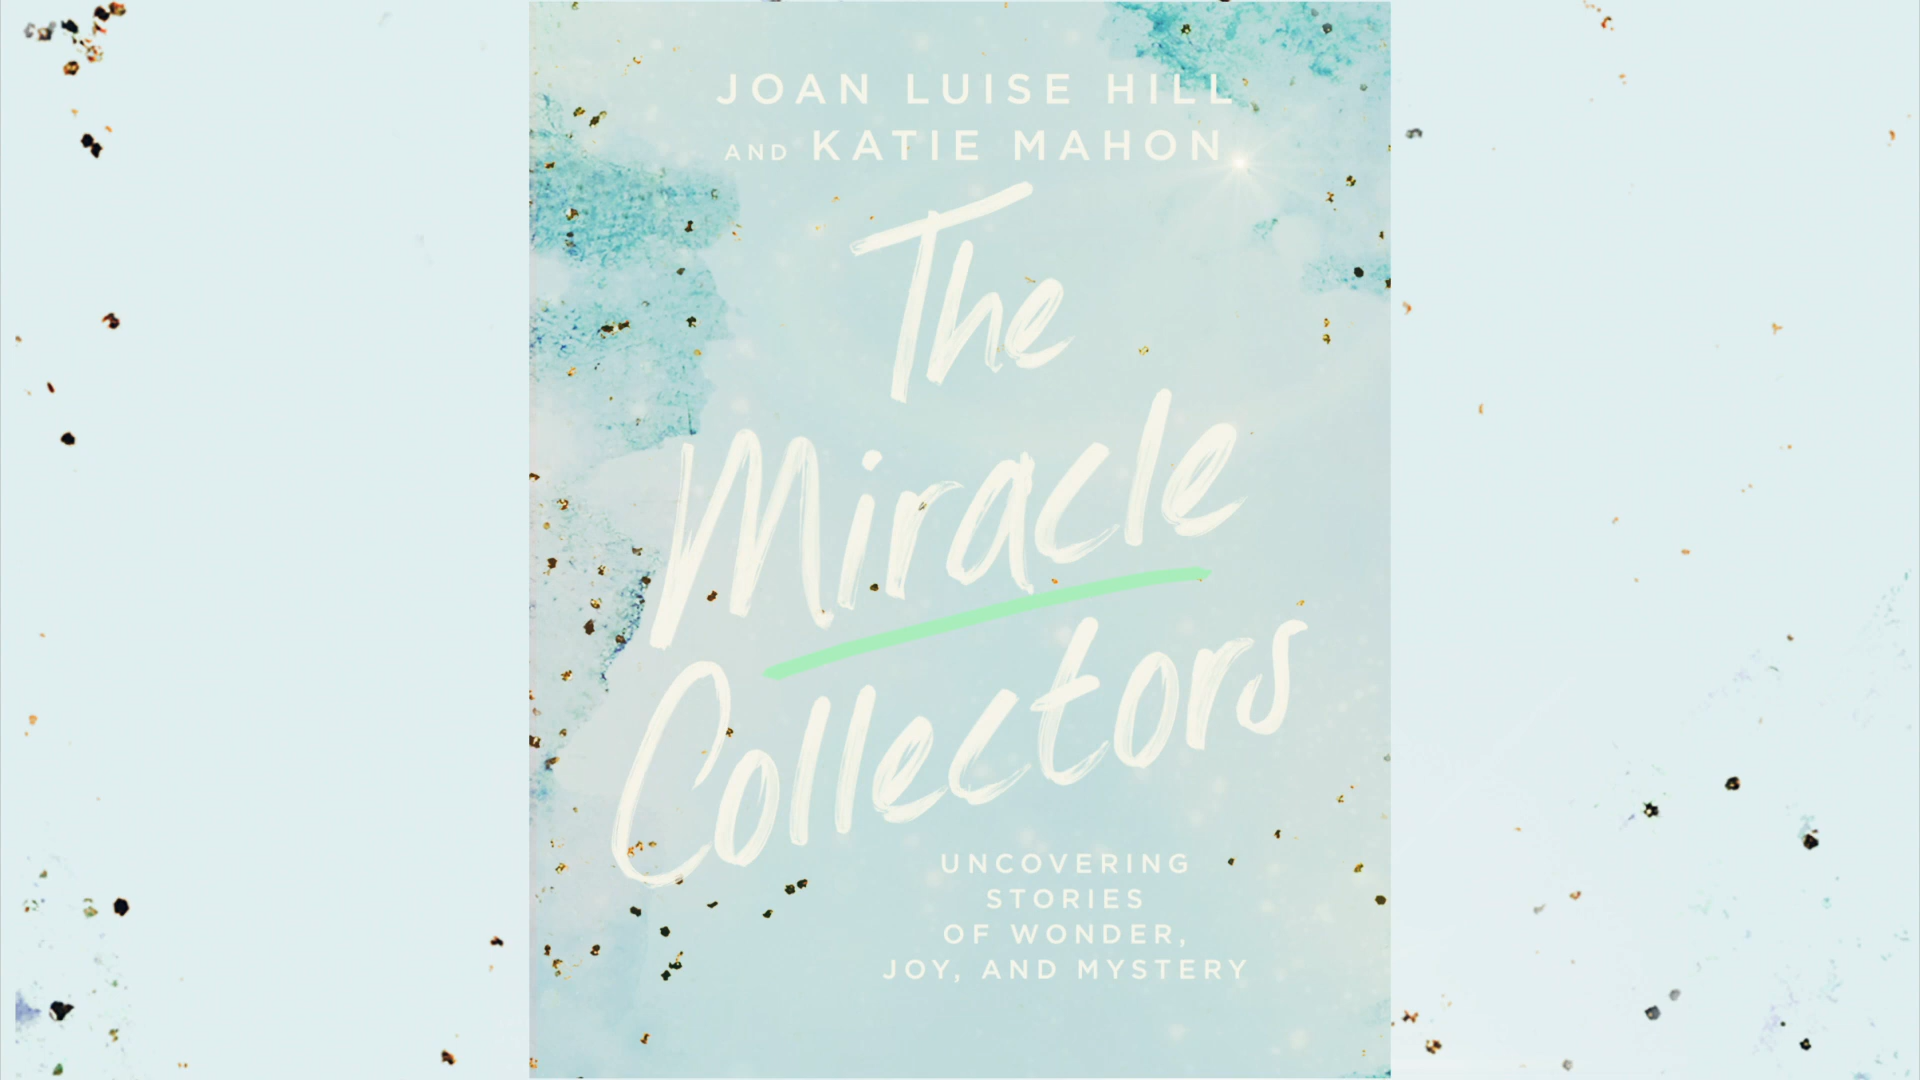 JOAN LUISE HILL
AND KATIE MAHON
The
Miracle
Collectors
UNCOVERING
STORIES
OF WONDER,
JOY, AND MYSTERY